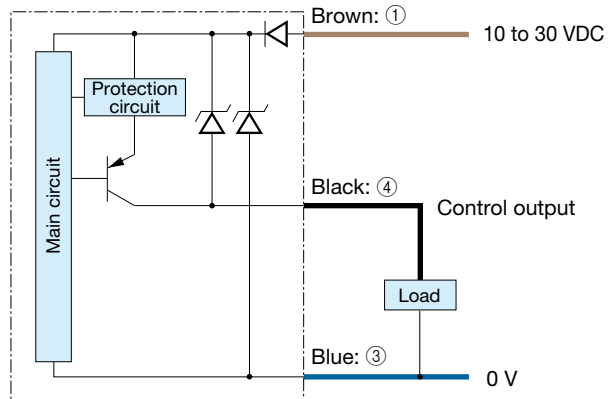 Brown: ①
10 to 30 VDC
Protection
circuit
Main circuit
Black: ④
Control output
Load
Blue: ③
0 V